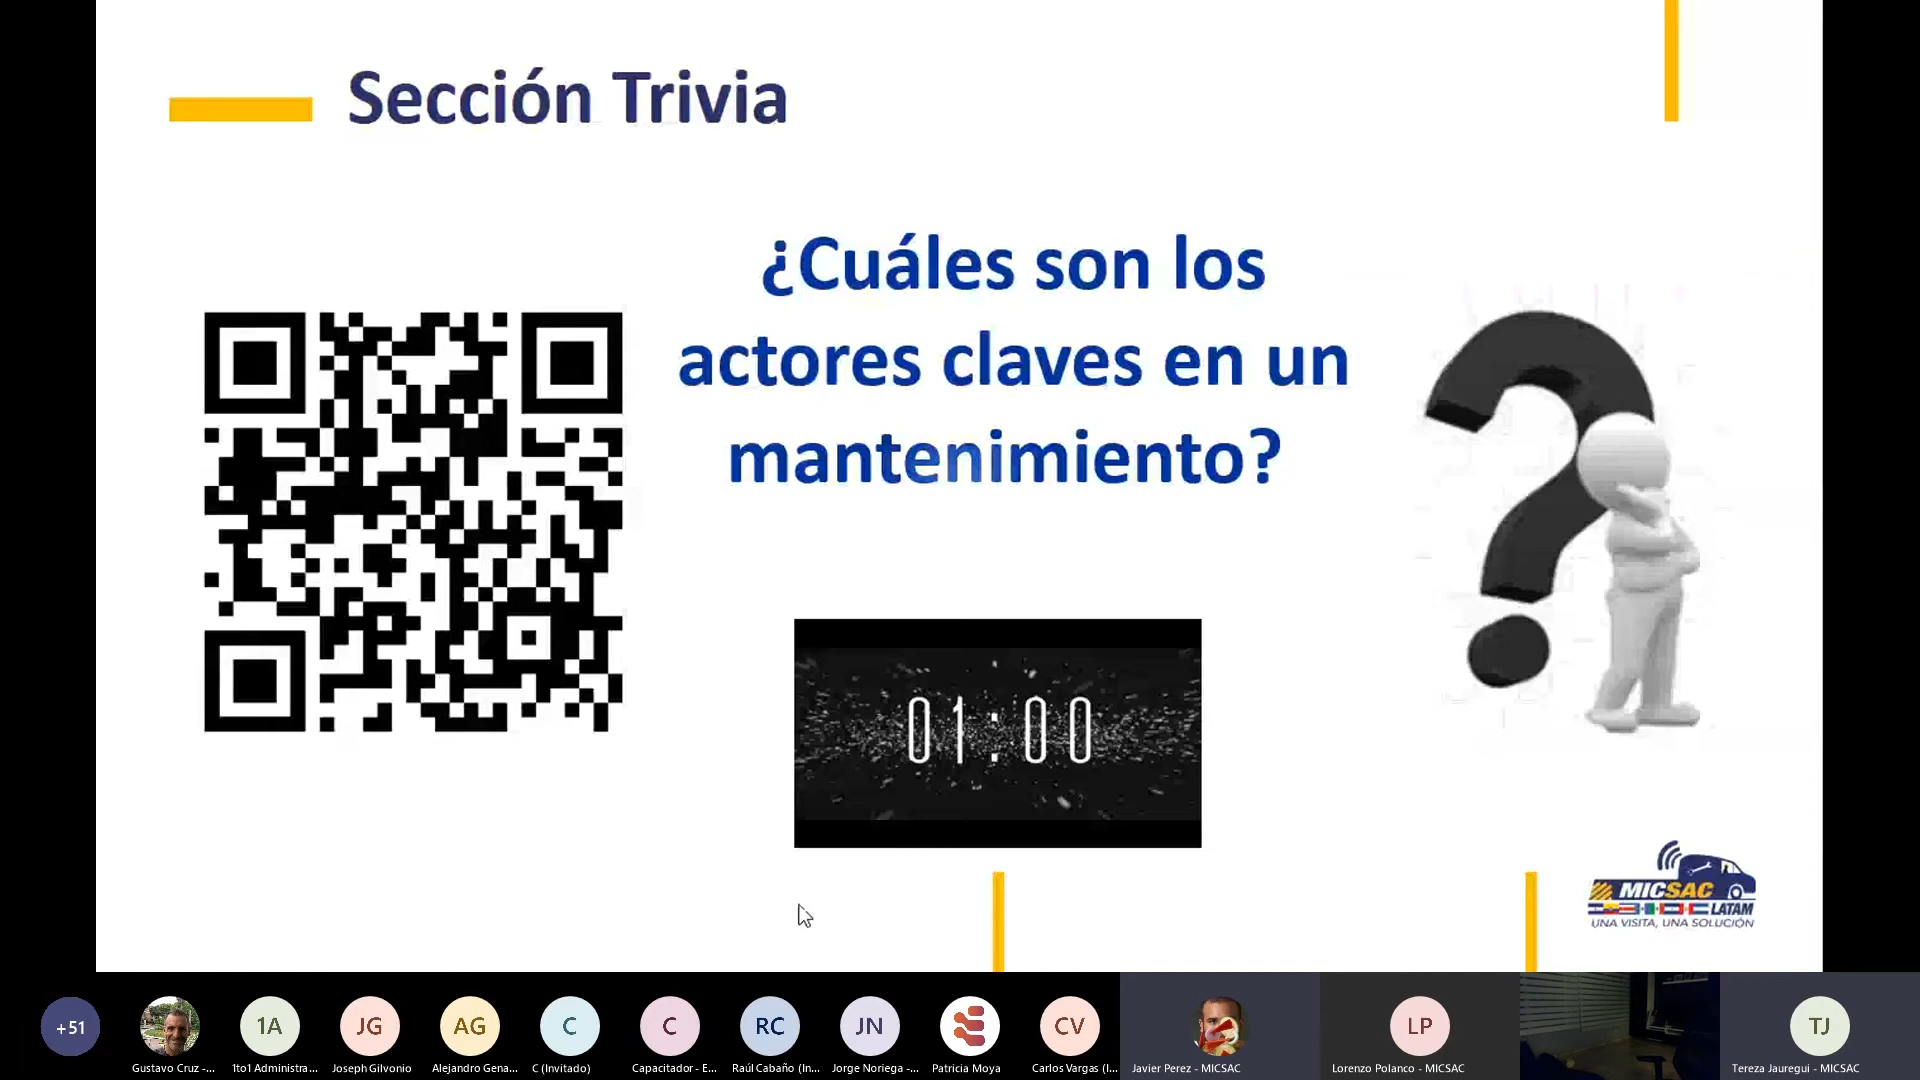 Sección Trivia
¿Cuáles son los
actores claves en un
mantenimiento?
01:00
MICSAC
LATAM
UNA VISITA, UNA SOLUCIÓN
+51
1A
JG
AG
C
C
RC
JN
CV
LP
TJ
Gustavo Cruz -...
1to1 Administra...
Joseph Gilvonio
Alejandro Gena...
C (Invitado)
Capacitador - E...
Raúl Cabaño (In...
Jorge Noriega -...
Patricia Moya
Carlos Vargas (I...
Javier Perez - MICSAC
Lorenzo Polanco - MICSAC
Tereza Jauregui - MICSAC